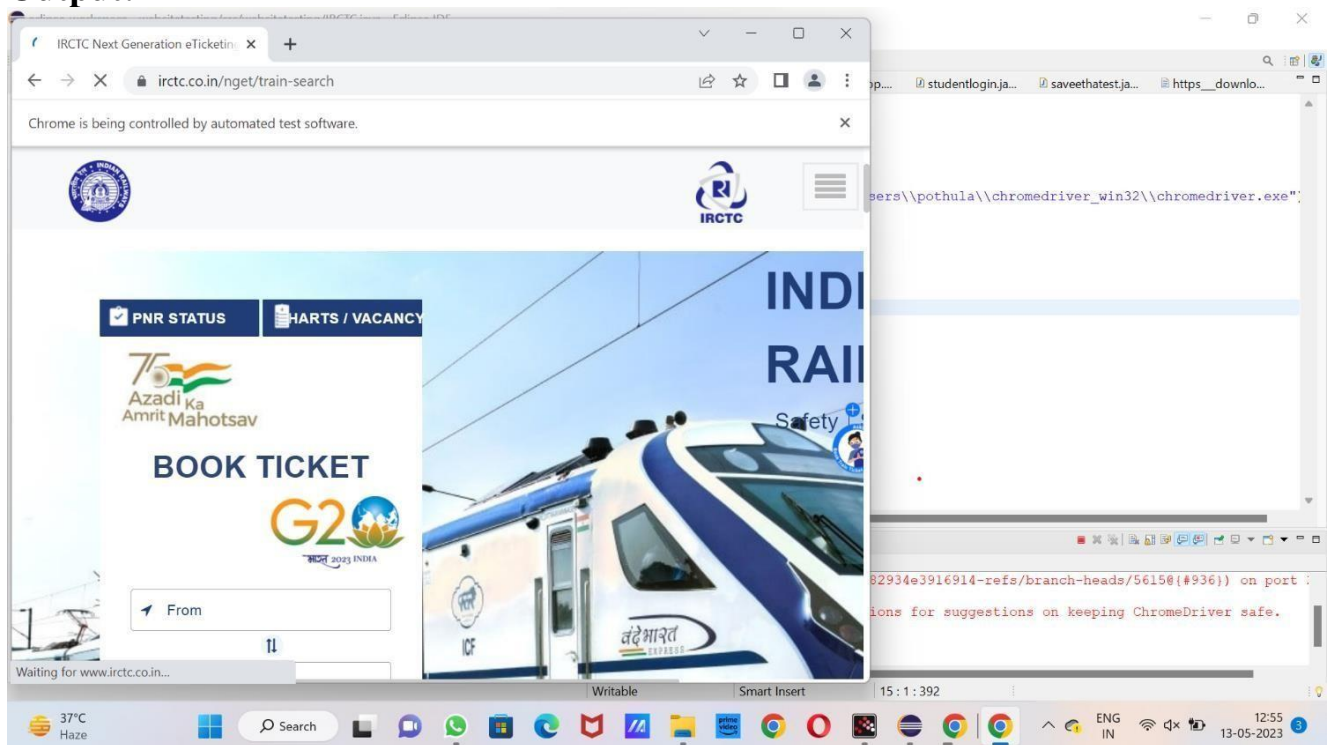 IRCTC Next Generation eTicketing
irctc.co.in/nget/train-search
Chrome is being controlled by automated test software.
studentlogin.ja...
saveethatest.ja...
https__downlo...
IRCTC
sers\\pothula\\chromedriver_win32\\chromedriver.exe"
PNR STATUS
HARTS / VACANCY
75
Azadi Ka
Amrit Mahotsav
BOOK TICKET
G20
भारत 2023 INDIA
From
Waiting for www.irctc.co.in...
INDI
RAIL
Safety
ICF
वंदे भारत
EXPRESS
82934e3916914-refs/branch-heads/5615@{#936}) on port
ions for suggestions on keeping ChromeDriver safe.
Writable
Smart Insert
15 : 1 : 392
37°C
Haze
Search
prime video
ENG
IN
12:55
13-05-2023
3